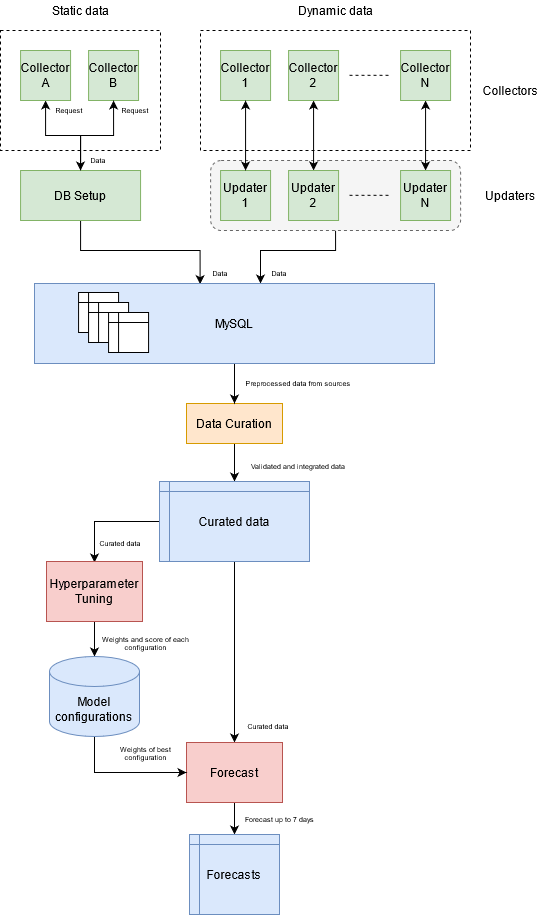 Static data
Dynamic data
Collector
A
Collector
B
Collector
1
Collector
2
Collector
N
Collectors
Request
Request
Data
DB Setup
Updater
1
Updater
2
Updater
N
Updaters
Data
Data
MySQL
Preprocessed data from sources
Data Curation
Validated and integrated data
Curated data
Curated data
Hyperparameter
Tuning
Weights and score of each
configuration
Model
configurations
Curated data
Weights of best
configuration
Forecast
Forecast up to 7 days
Forecasts